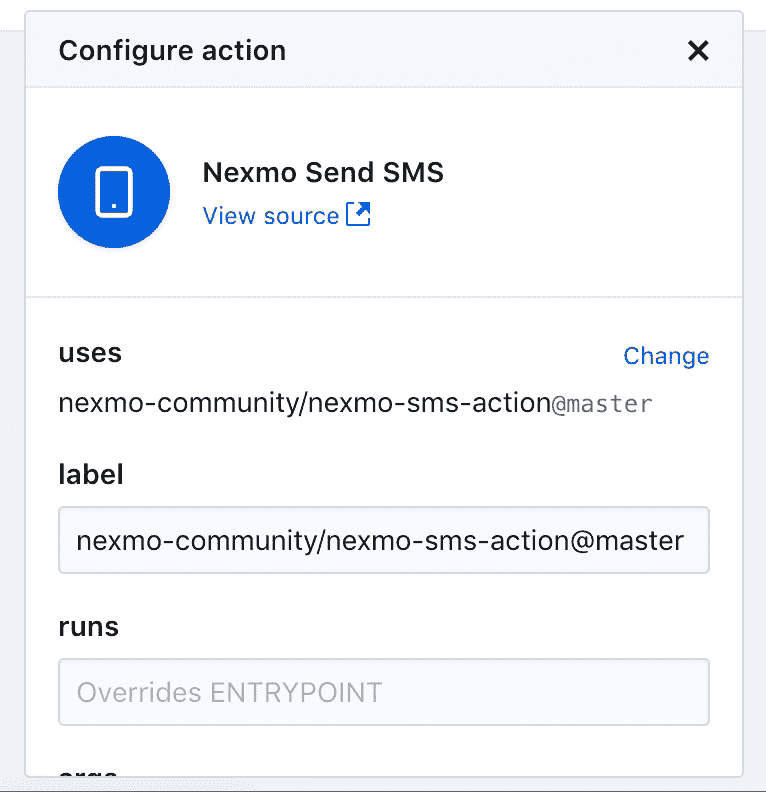 Configure action
Nexmo Send SMS
View source
uses
Change
nexmo-community/nexmo-sms-action@master
label
nexmo-community/nexmo-sms-action@master
runs
Overrides ENTRYPOINT
args